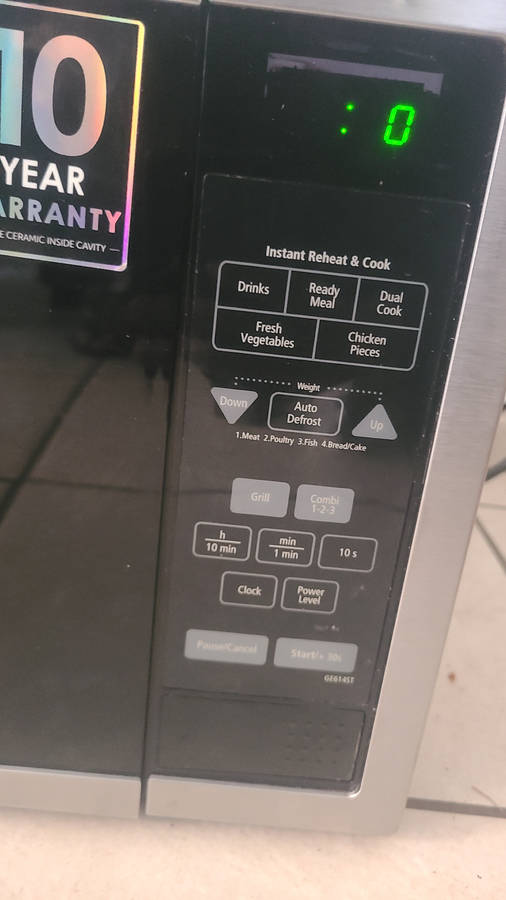 10
YEAR
ARRANTY
E CERAMIC INSIDE CAVITY
: 0
Instant Reheat & Cook
Drinks
Ready
Meal
Dual
Cook
Fresh
Vegetables
Chicken
Pieces
Weight
Down
Auto
Defrost
Up
1.Meat 2.Poultry 3.Fish 4.Bread/Cake
Grill
Combi
1-2-3
h
10 min
min
1 min
10 s
Clock
Power
Level
Pause/Cancel
Start/+ 30s
GE614ST